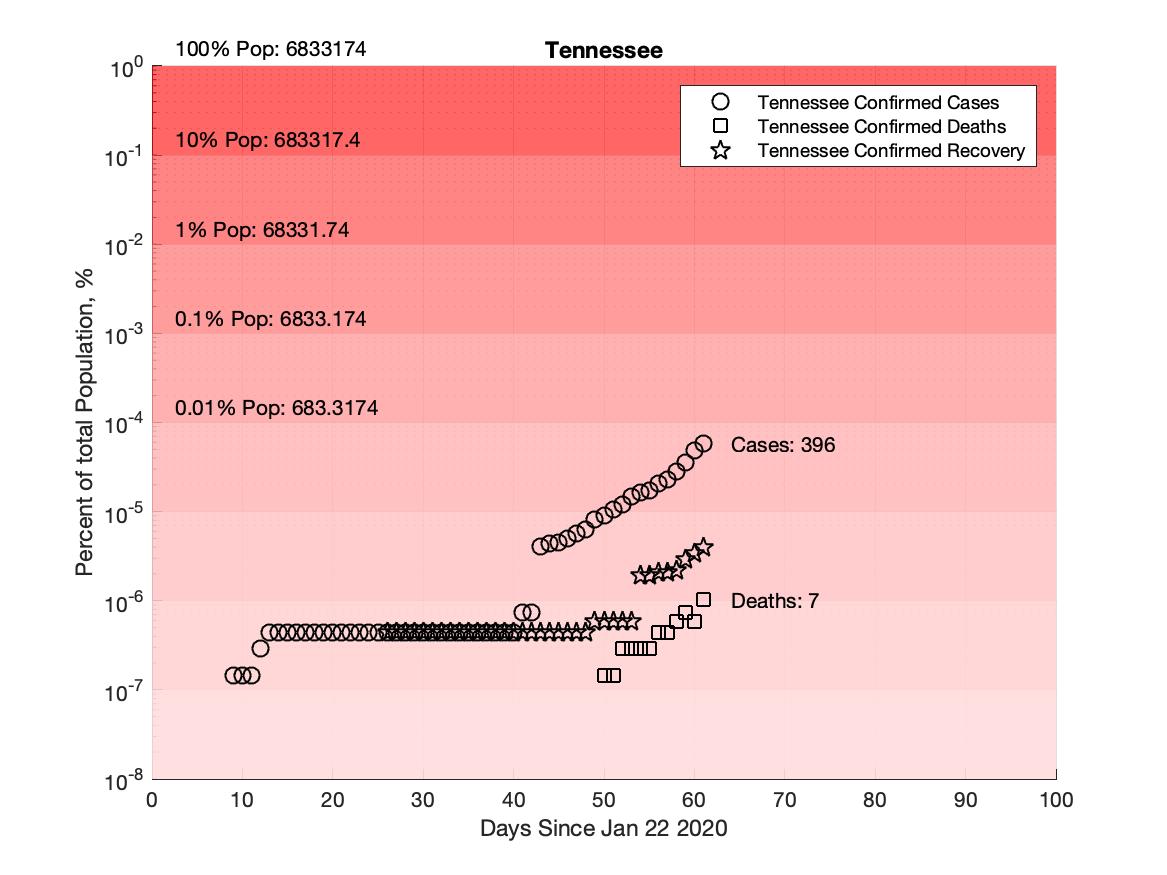 100% Pop: 6833174
Tennessee
10^0
Tennessee Confirmed Cases
Tennessee Confirmed Deaths
Tennessee Confirmed Recovery
10% Pop: 683317.4
10^-1
1% Pop: 68331.74
10^-2
0.1% Pop: 6833.174
10^-3
0.01% Pop: 683.3174
10^-4
Cases: 396
10^-5
10^-6
Deaths: 7
10^-7
10^-8
Percent of total Population, %
0 10 20 30 40 50 60 70 80 90 100
Days Since Jan 22 2020